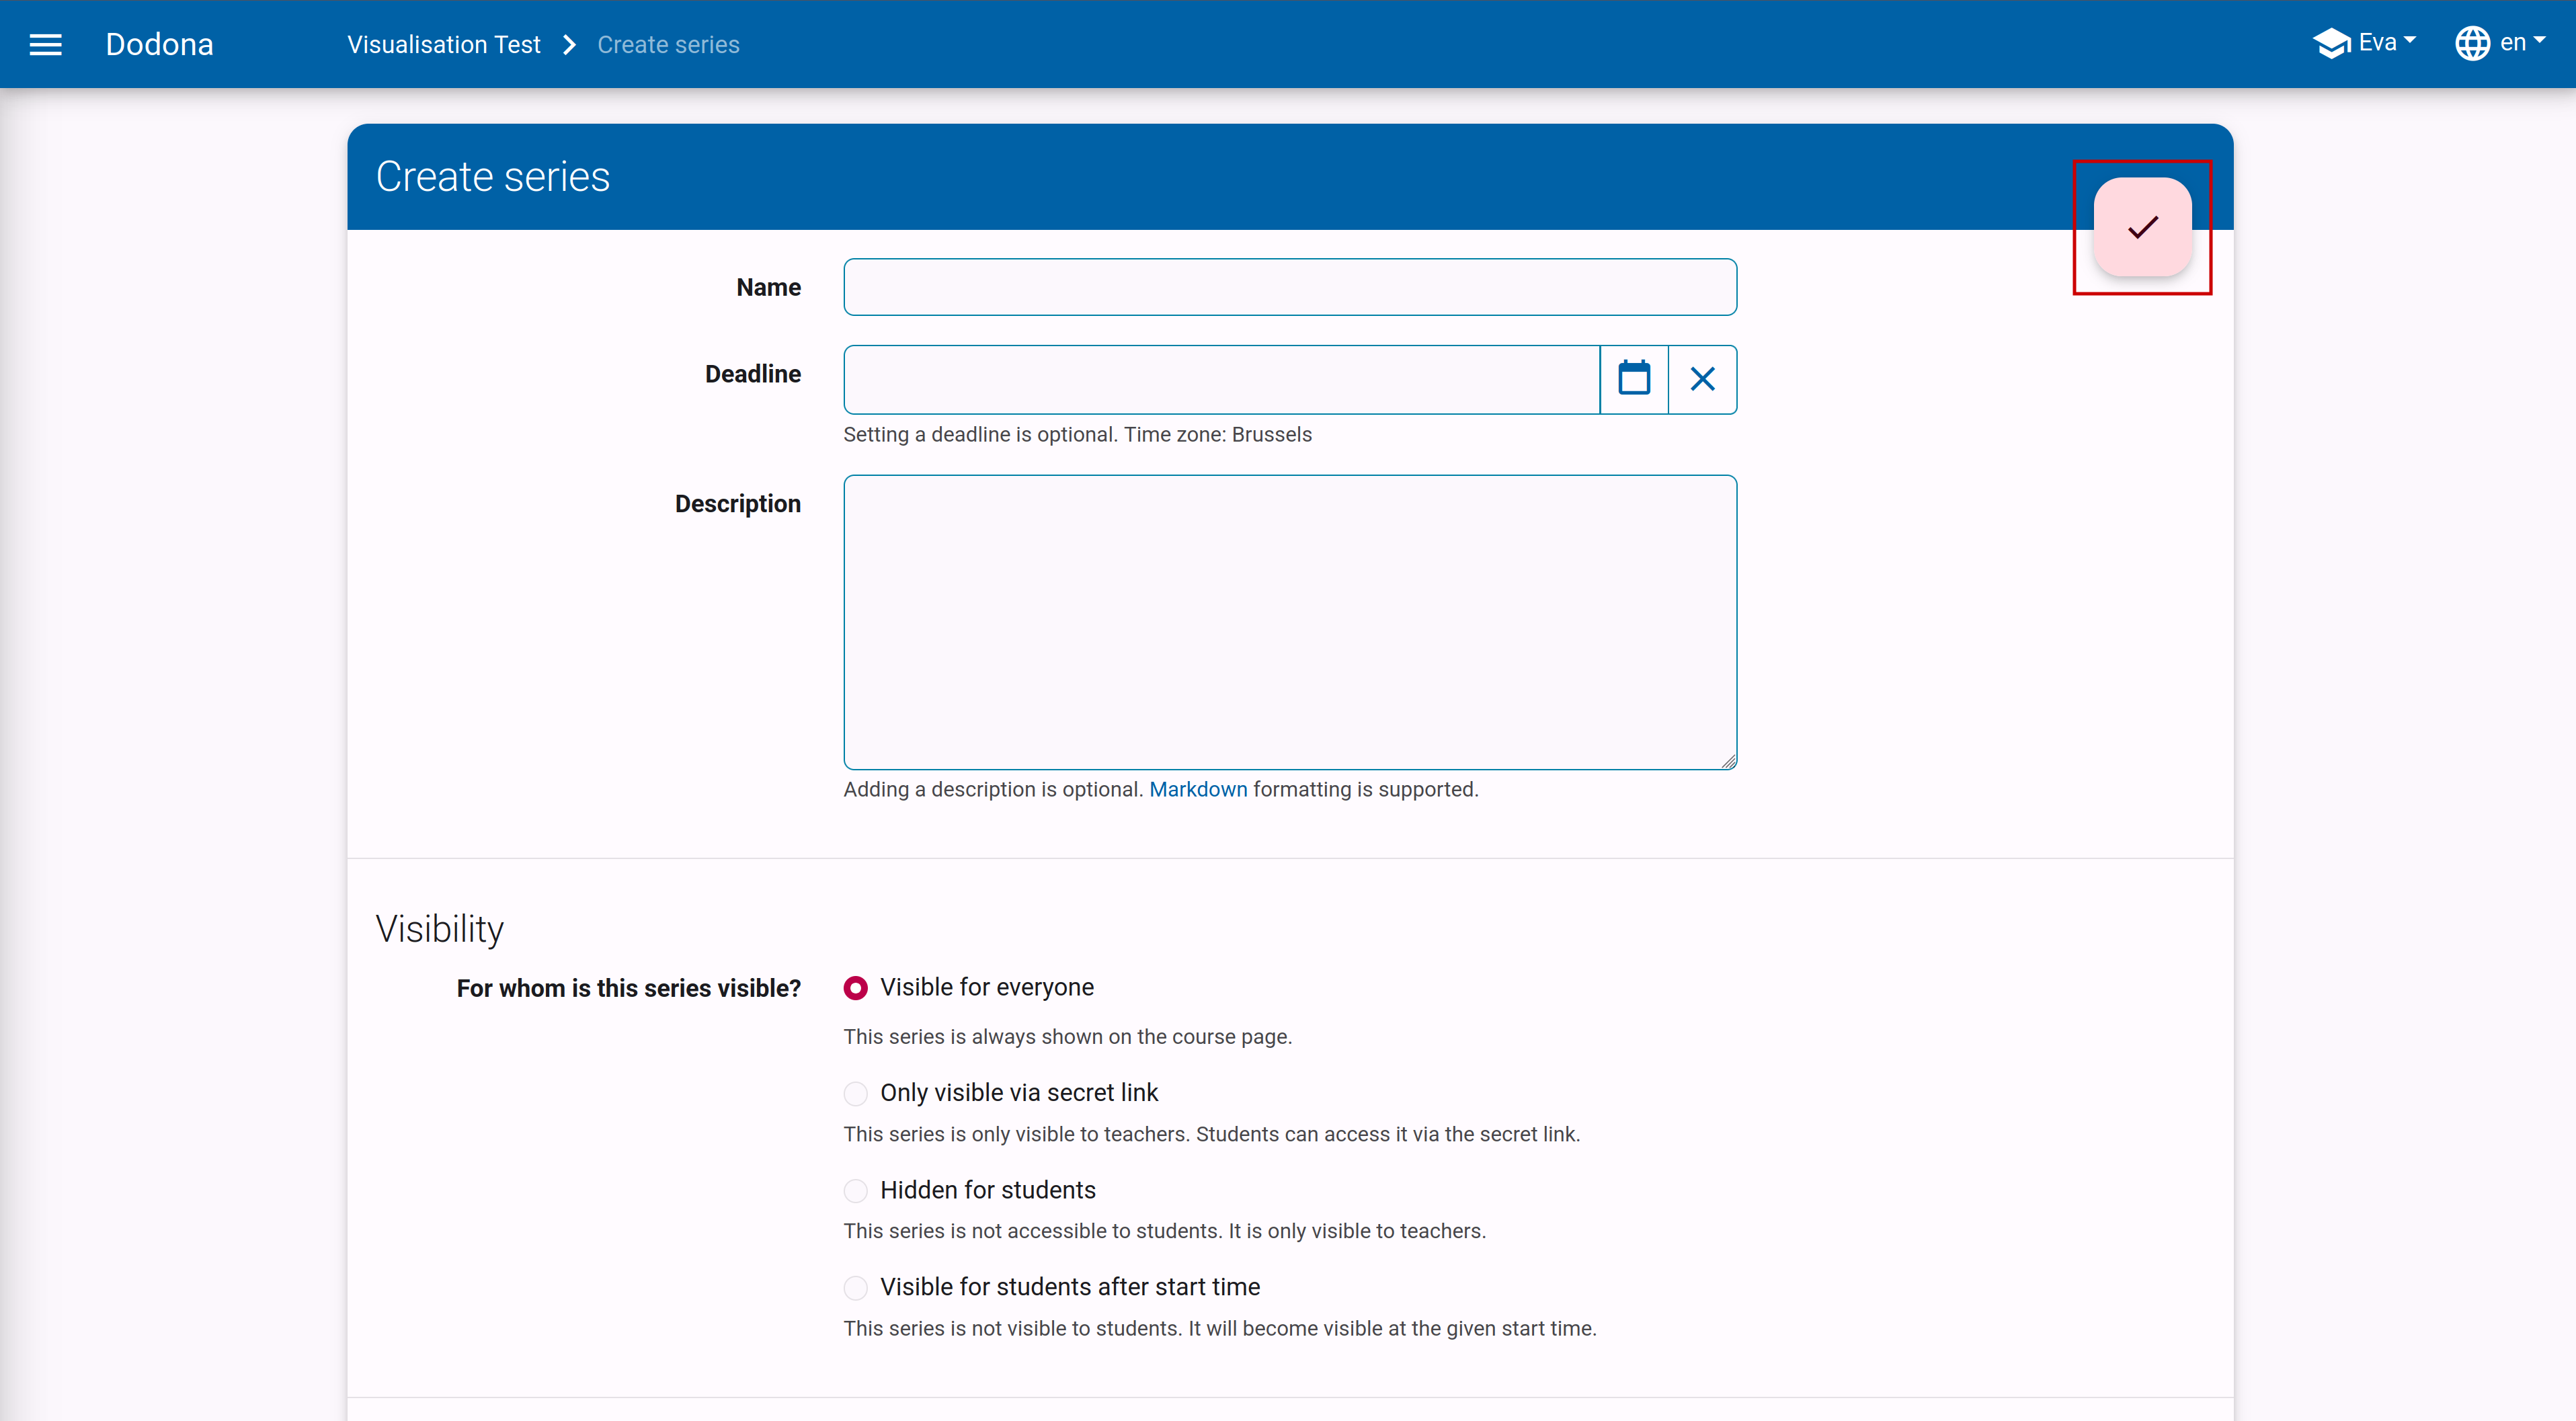 Dodona
Visualisation Test
Create series
Eva
en
Create series
Name
Deadline
Setting a deadline is optional. Time zone: Brussels
Description
Adding a description is optional. Markdown formatting is supported.
Visibility
For whom is this series visible?
Visible for everyone
This series is always shown on the course page.
Only visible via secret link
This series is only visible to teachers. Students can access it via the secret link.
Hidden for students
This series is not accessible to students. It is only visible to teachers.
Visible for students after start time
This series is not visible to students. It will become visible at the given start time.